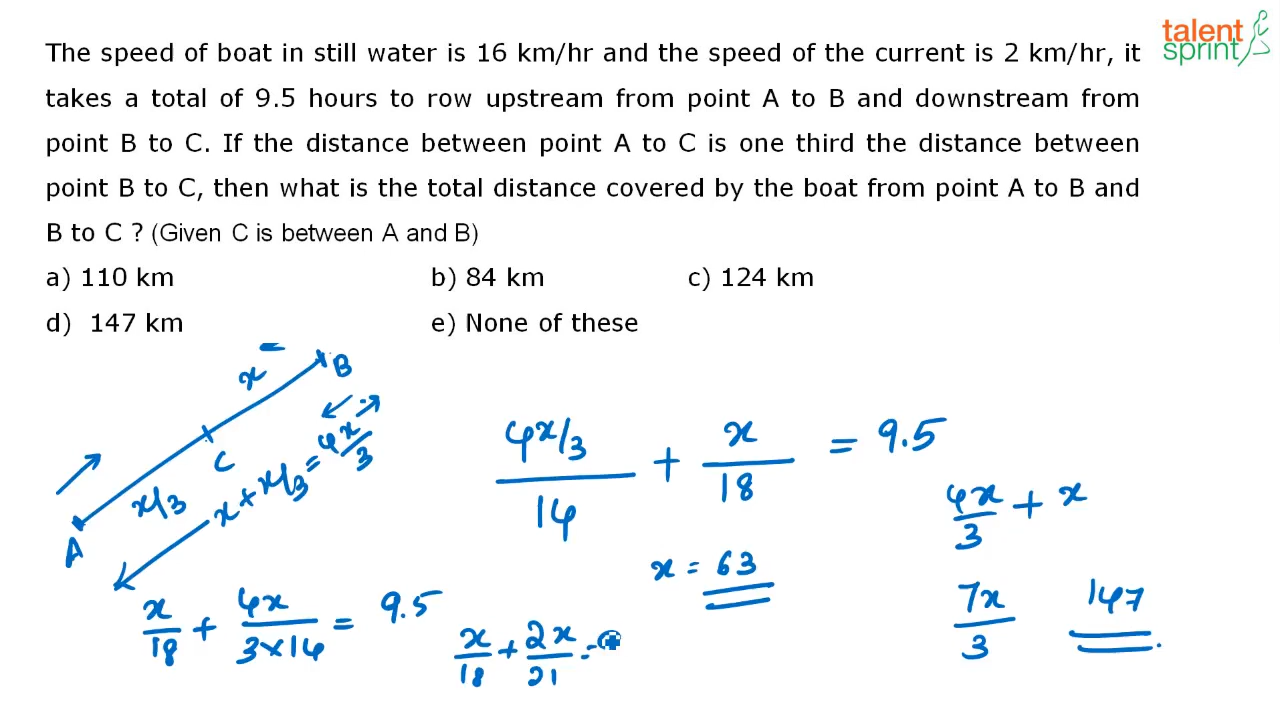 talent
sprint
The speed of boat in still water is 16 km/hr and the speed of the current is 2 km/hr, it
takes a total of 9.5 hours to row upstream from point A to B and downstream from
point B to C. If the distance between point A to C is one third the distance between
point B to C, then what is the total distance covered by the boat from point A to B and
B to C ? (Given C is between A and B)
a) 110 km b) 84 km c) 124 km
d) 147 km e) None of these
x B
C
x/3
A
x + x/3 = 4x/3
4x/3 / 14 + x/18 = 9.5
x = 63
4x/3 + x
7x/3 147
x/18 + 4x/3×14 = 9.5
x/18 + 2x/21 =